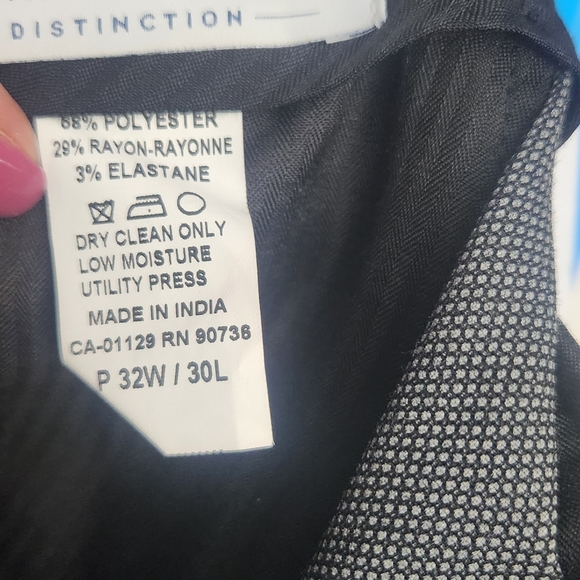 DISTINCTION
68% POLYESTER
29% RAYON-RAYONNE
3% ELASTANE
DRY CLEAN ONLY
LOW MOISTURE
UTILITY PRESS
MADE IN INDIA
CA-01129 RN 90736
P 32W / 30L